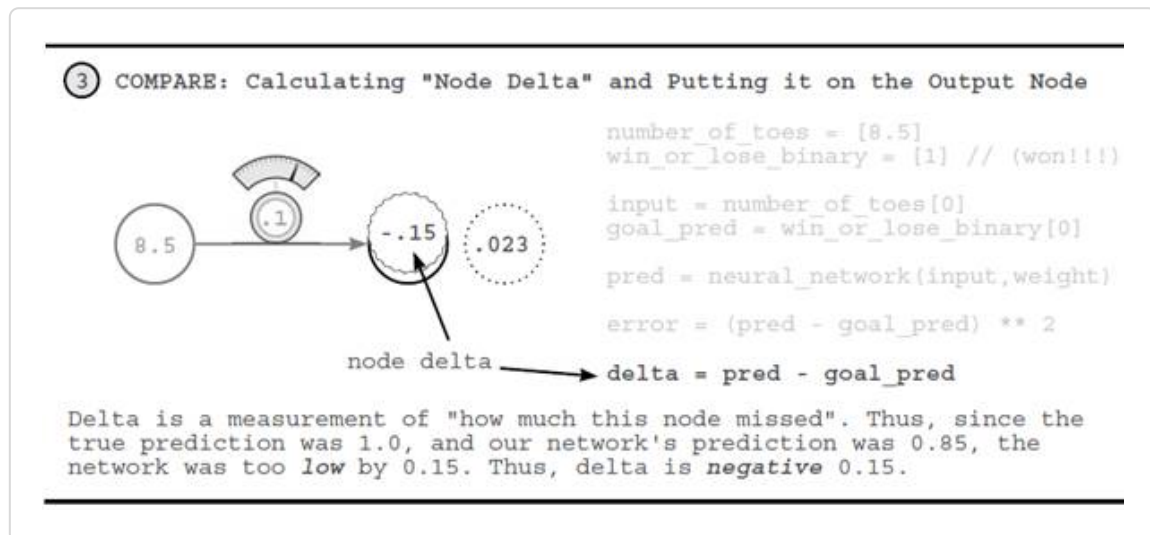 3 COMPARE: Calculating "Node Delta" and Putting it on the Output Node
number_of_toes = [8.5]
win_or_lose_binary = [1] // (won!!!)
input = number_of_toes[0]
goal_pred = win_or_lose_binary[0]
pred = neural_network(input,weight)
error = (pred - goal_pred) ** 2
delta = pred - goal_pred
8.5
.1
-.15
.023
node delta
Delta is a measurement of "how much this node missed". Thus, since the
true prediction was 1.0, and our network's prediction was 0.85, the
network was too low by 0.15. Thus, delta is negative 0.15.